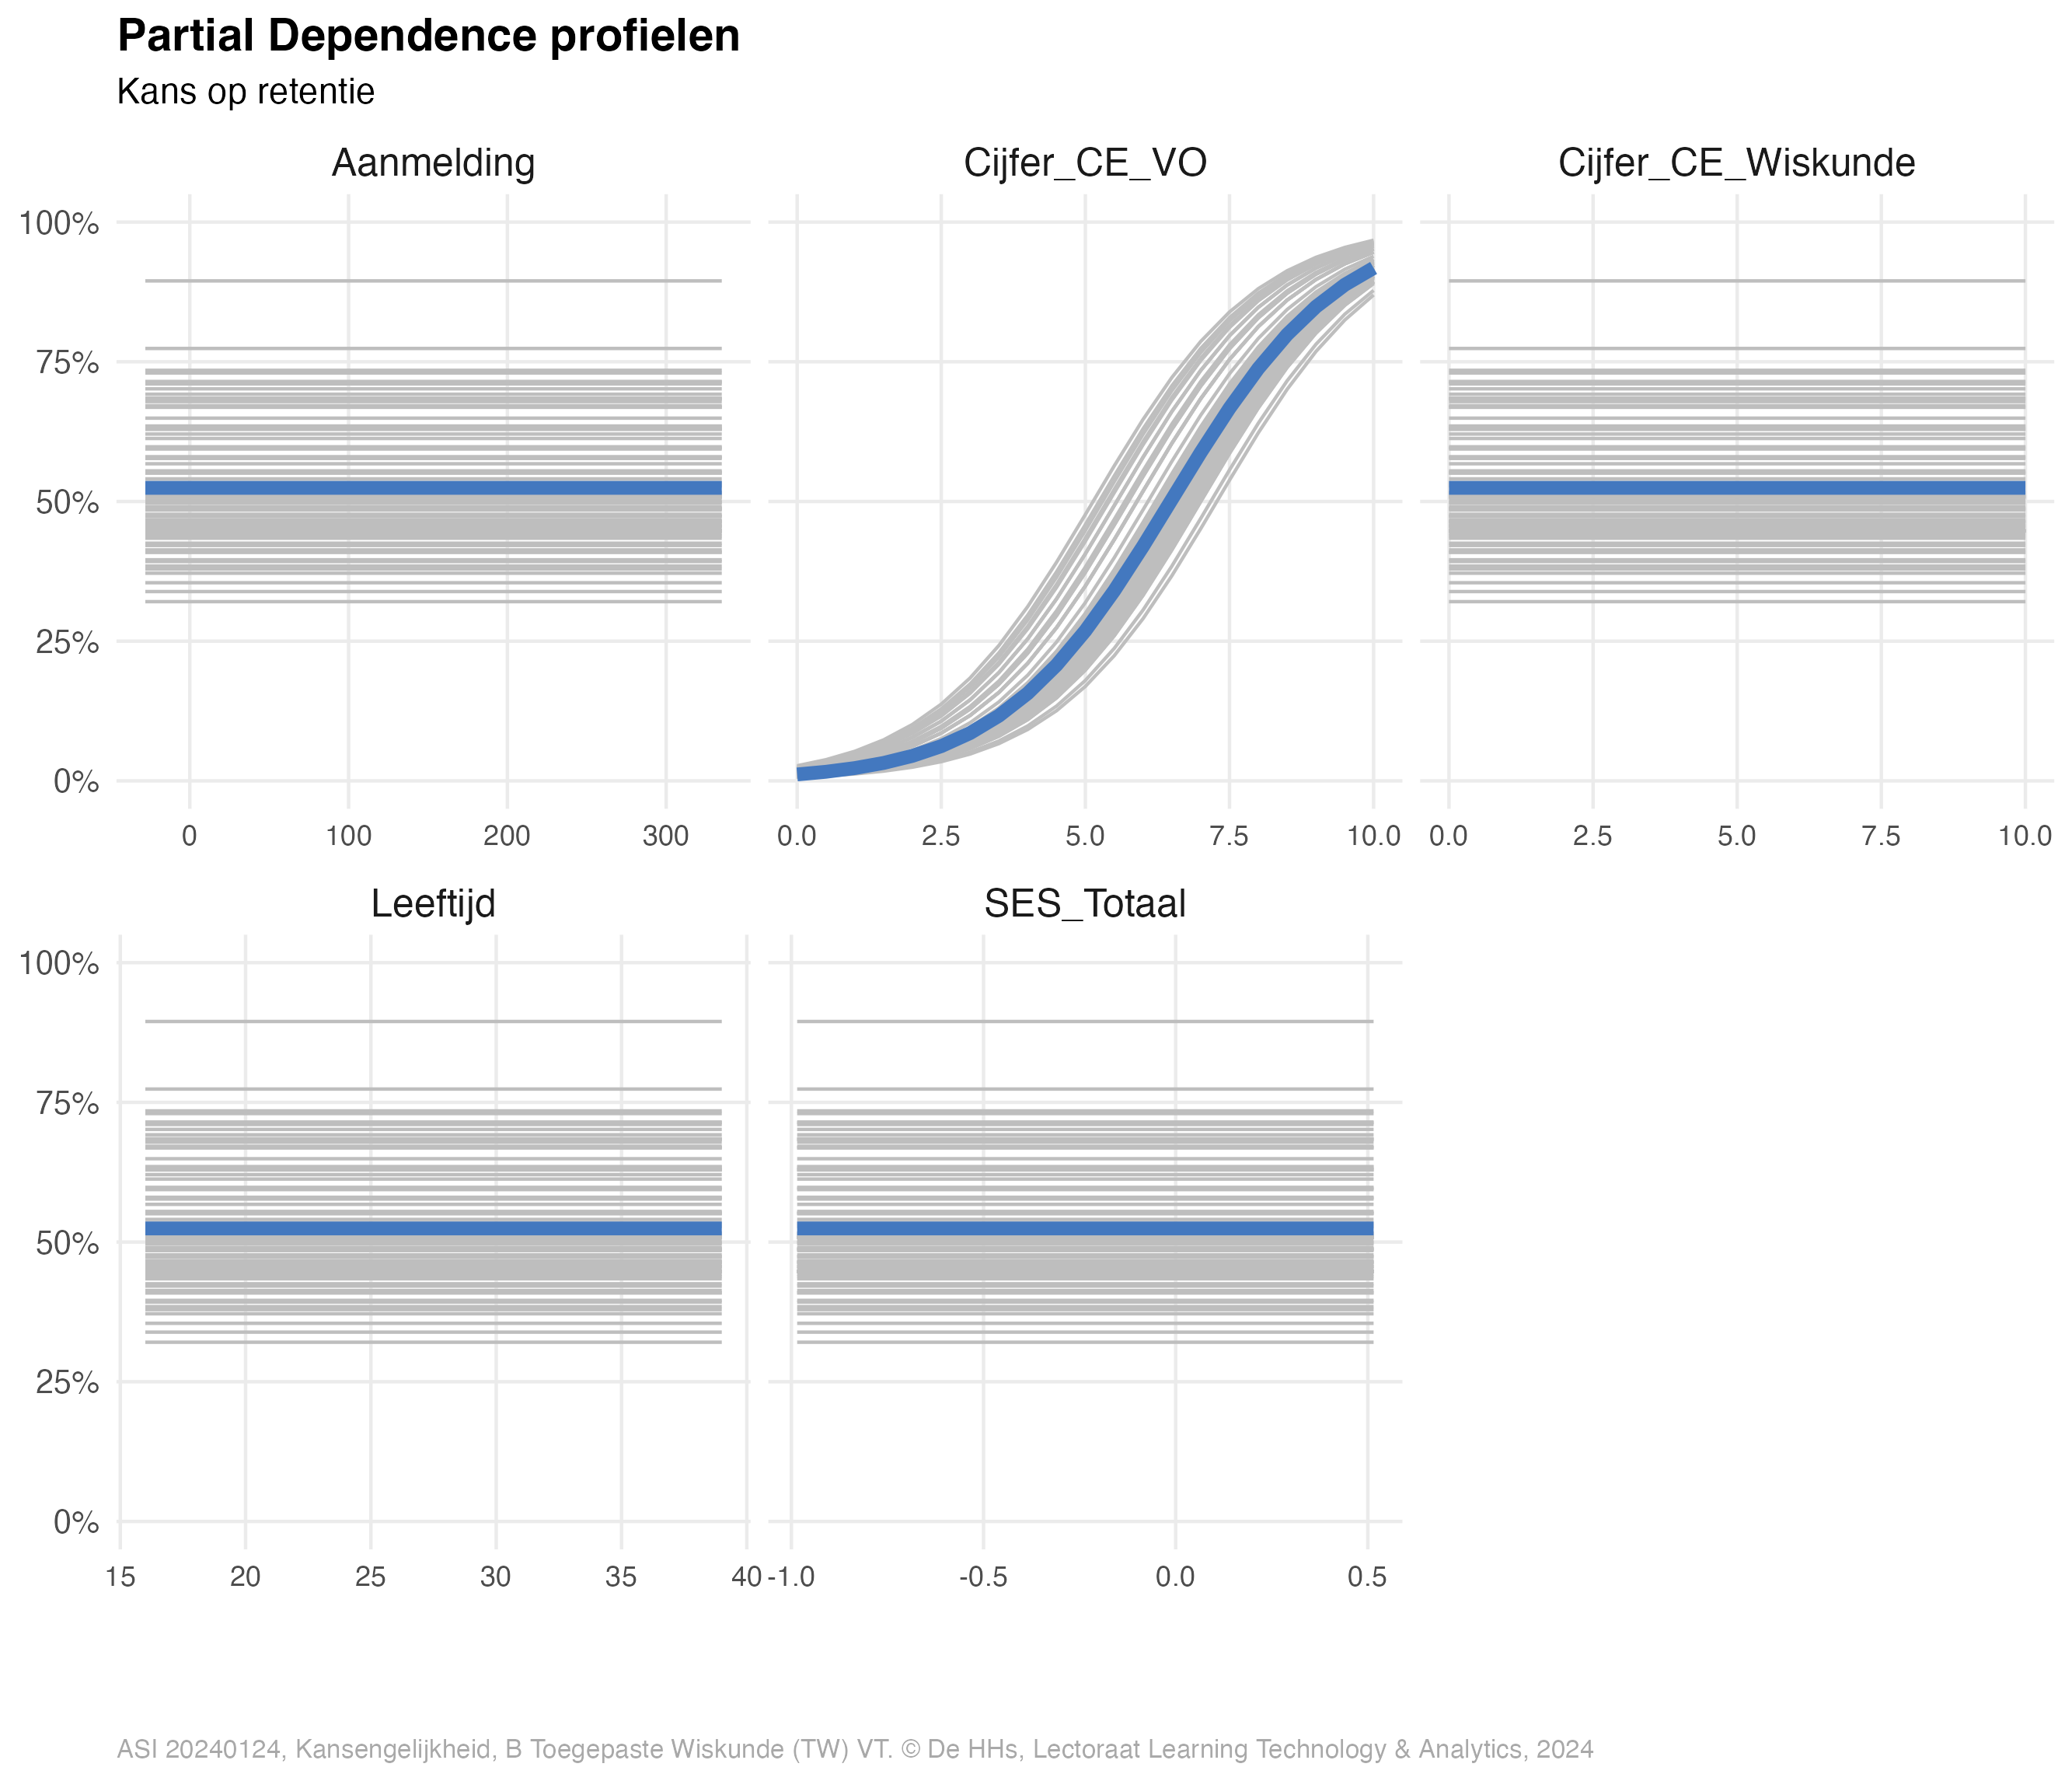 Partial Dependence profielen
Kans op retentie
Aanmelding
Cijfer_CE_VO
Cijfer_CE_Wiskunde
100%
75%
50%
25%
0%
0 100 200 300
0.0 2.5 5.0 7.5 10.0
0.0 2.5 5.0 7.5 10.0
Leeftijd
SES_Totaal
100%
75%
50%
25%
0%
15 20 25 30 35 40
-1.0 -0.5 0.0 0.5
ASI 20240124, Kansengelijkheid, B Toegepaste Wiskunde (TW) VT. © De HHs, Lectoraat Learning Technology & Analytics, 2024